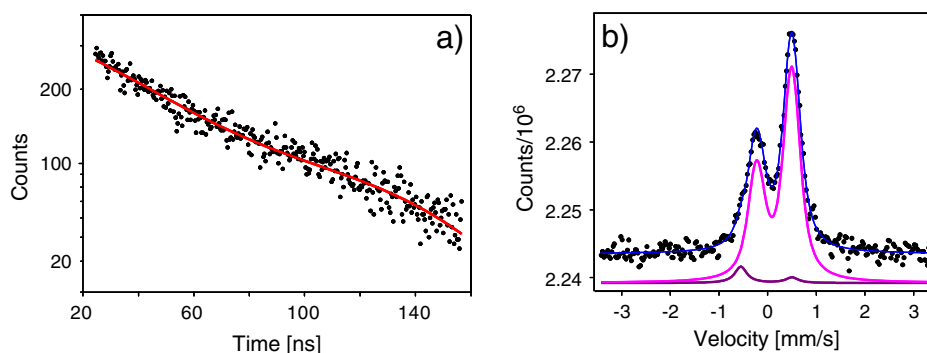 a)
200
100
20
Counts
20
60
100
140
Time [ns]
b)
2.27
2.26
2.25
2.24
Counts/10⁶
-3 -2 -1 0 1 2 3
Velocity [mm/s]